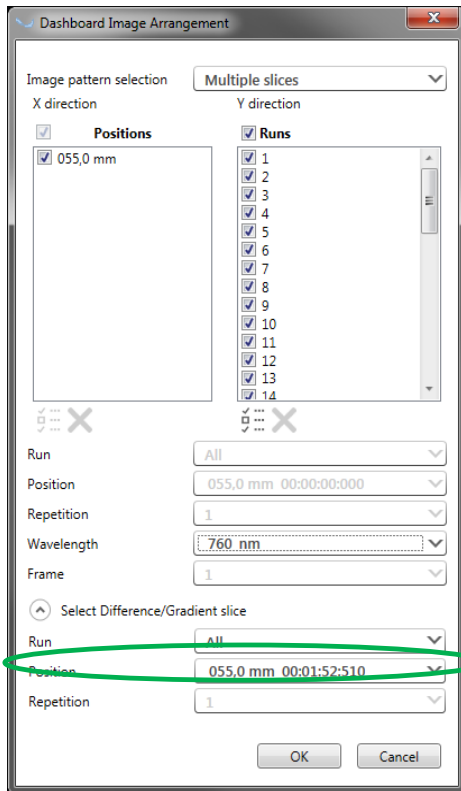 Dashboard Image Arrangement
Image pattern selection Multiple slices
X direction Y direction
Positions Runs
055,0 mm 1
2
3
4
5
6
7
8
9
10
11
12
13
14
Run All
Position 055,0 mm 00:00:00:000
Repetition 1
Wavelength 760 nm
Frame 1
Select Difference/Gradient slice
Run All
Position 055,0 mm 00:01:52:510
Repetition 1
OK Cancel